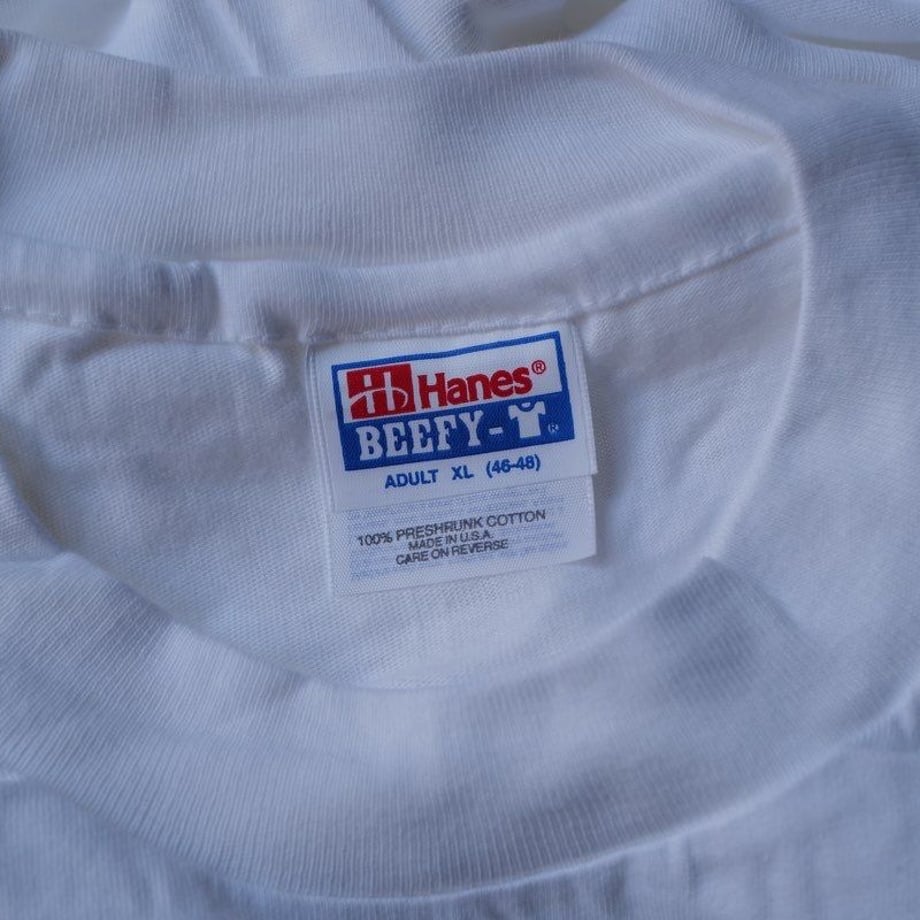 Hanes®
BEEFY-T®
ADULT XL (46-48)
100% PRESHRUNK COTTON
MADE IN U.S.A.
CARE ON REVERSE